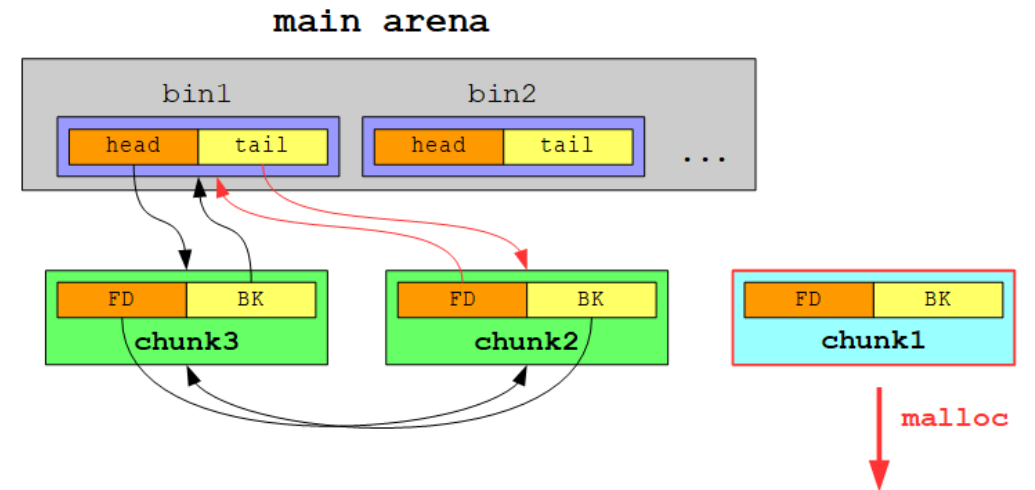 main arena
bin1 bin2
head tail head tail ...
FD BK FD BK FD BK
chunk3 chunk2 chunk1
malloc